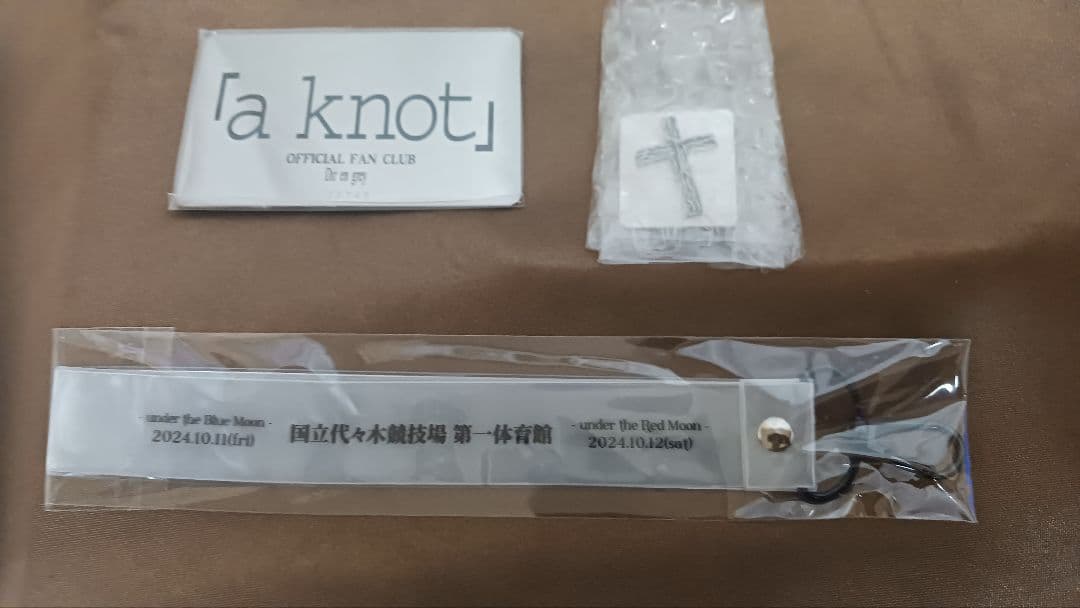 「a knot」
OFFICIAL FAN CLUB
Dir en grey
- under the Blue Moon -
2024.10.11(fri)
国立代々木競技場 第一体育館
- under the Red Moon -
2024.10.12(sat)